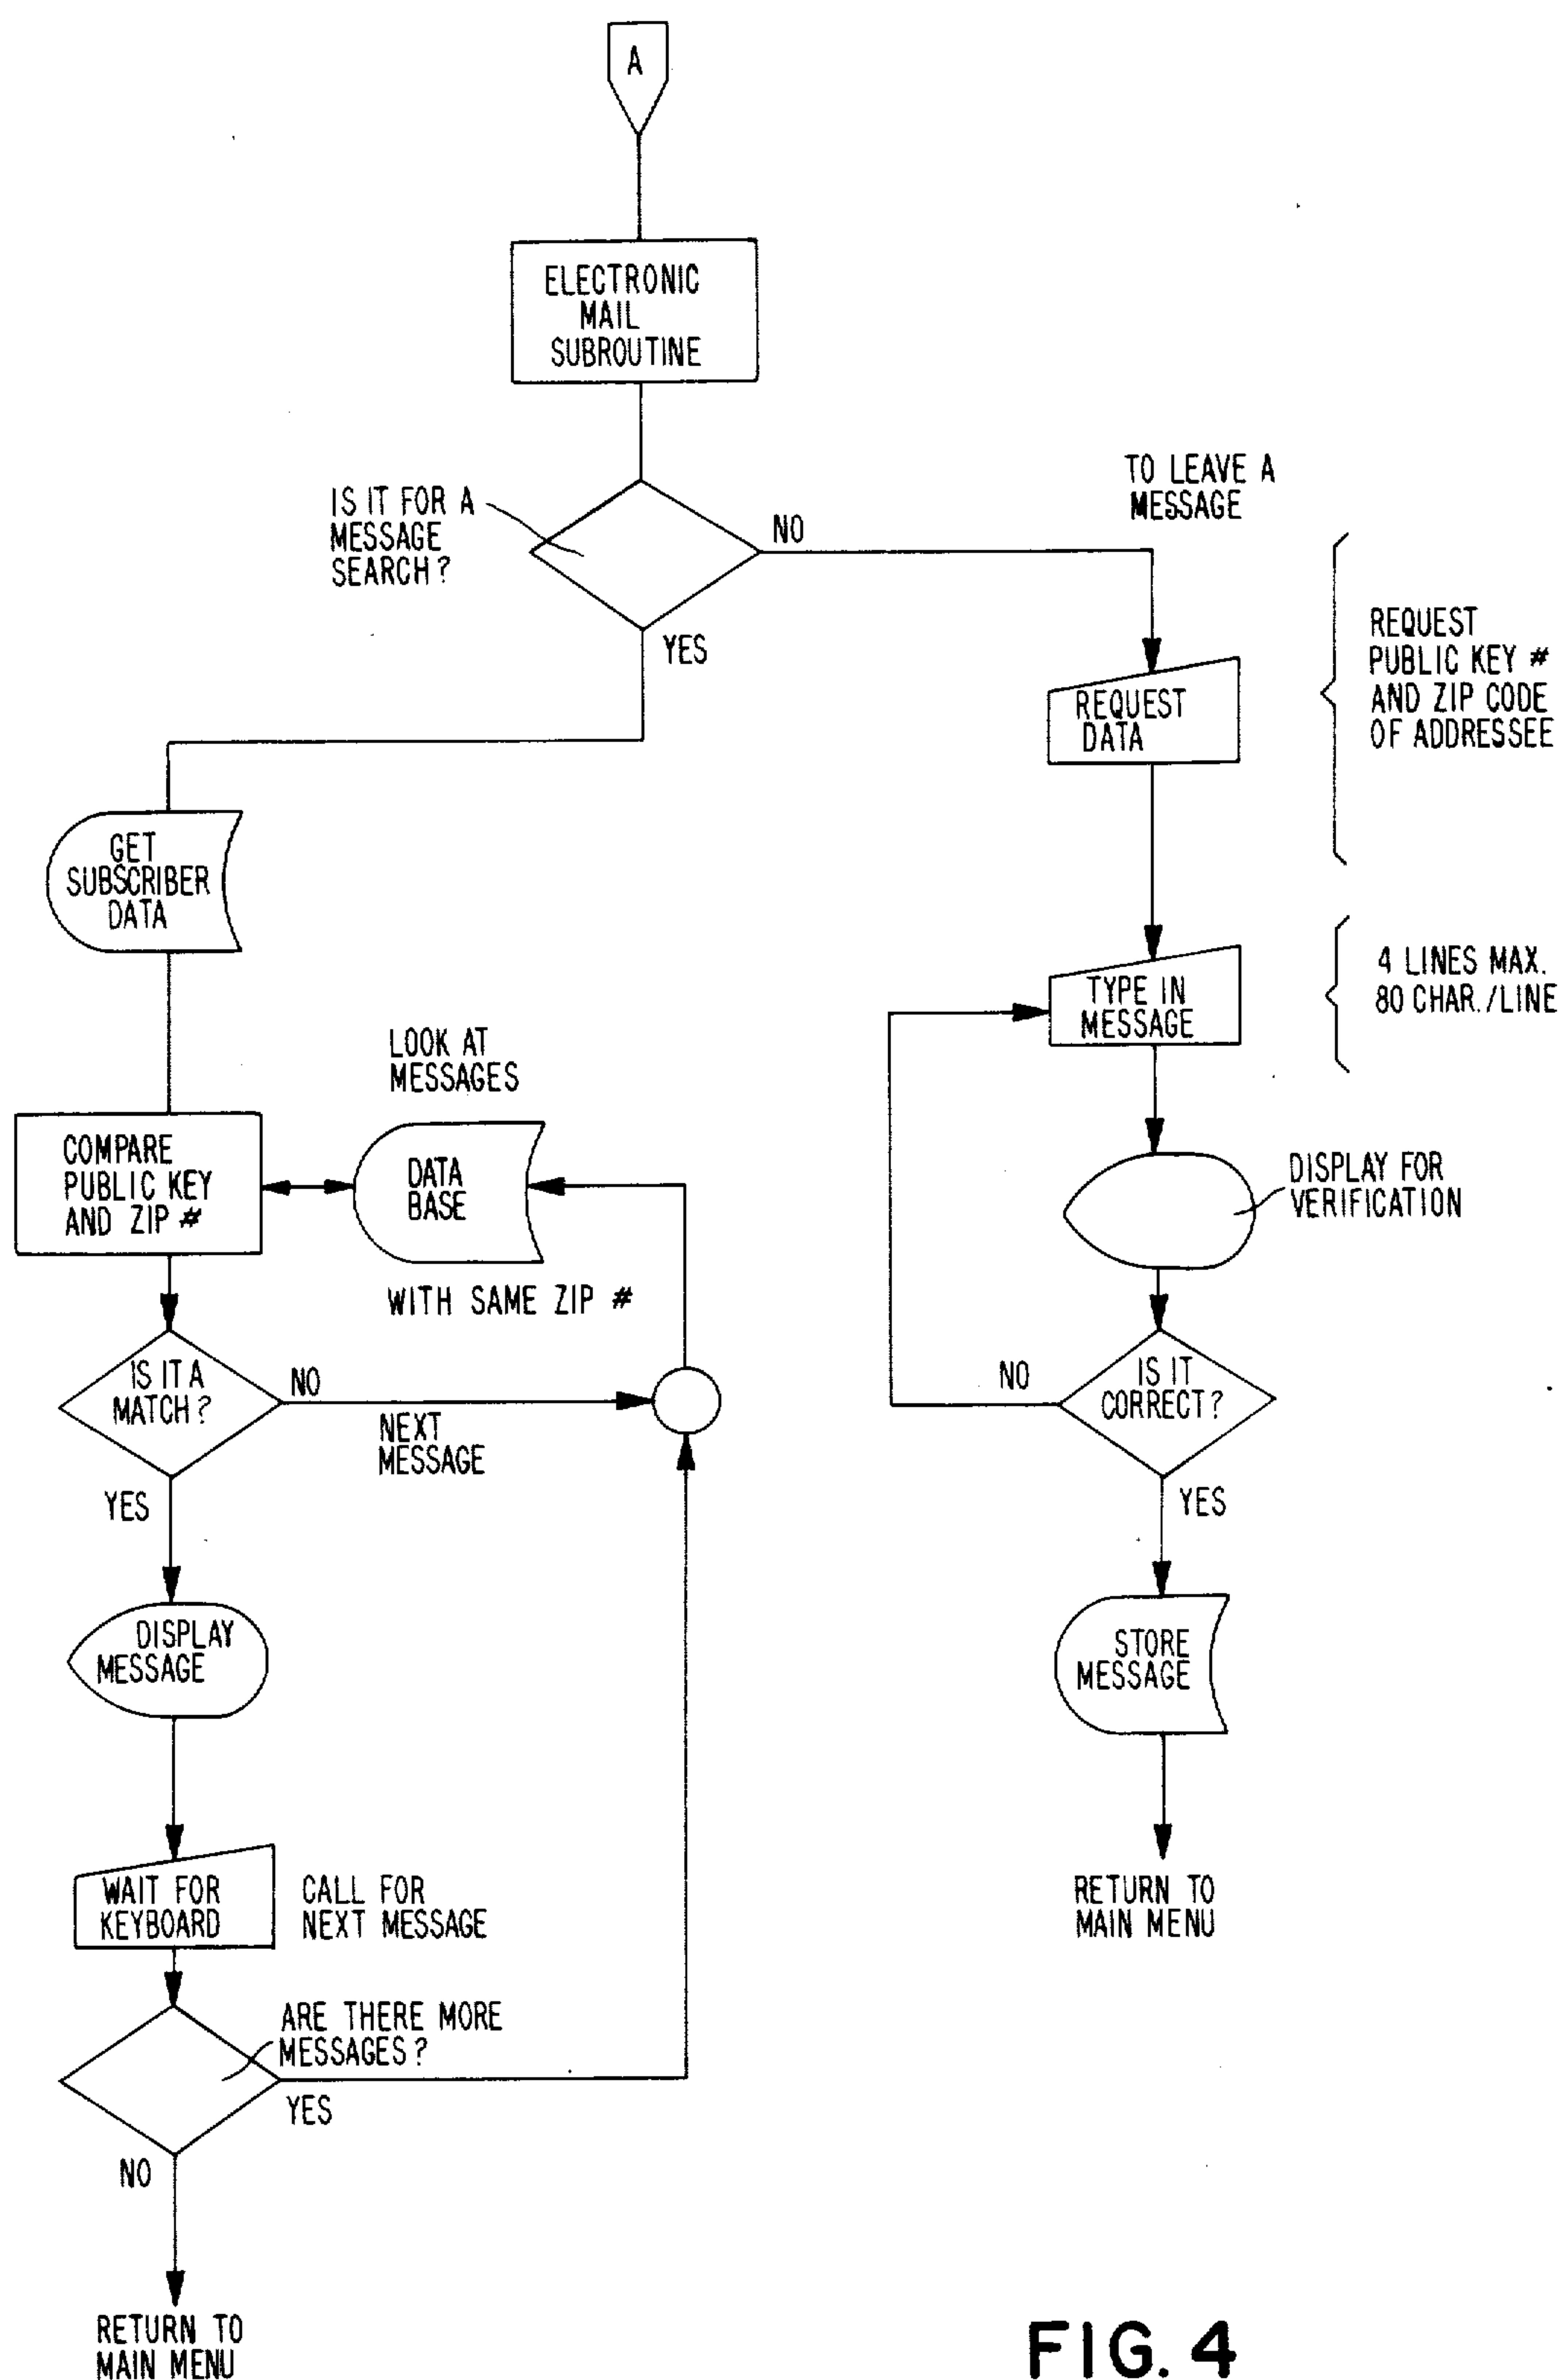 A
ELECTRONIC
MAIL
SUBROUTINE
IS IT FOR A
MESSAGE
SEARCH?
NO
YES
TO LEAVE A
MESSAGE
REQUEST
DATA
REQUEST
PUBLIC KEY #
AND ZIP CODE
OF ADDRESSEE
TYPE IN
MESSAGE
4 LINES MAX.
80 CHAR./LINE
DISPLAY FOR
VERIFICATION
IS IT
CORRECT?
NO
YES
STORE
MESSAGE
RETURN TO
MAIN MENU
GET
SUBSCRIBER
DATA
COMPARE
PUBLIC KEY
AND ZIP #
LOOK AT
MESSAGES
DATA
BASE
WITH SAME ZIP #
IS IT A
MATCH?
NO
NEXT
MESSAGE
YES
DISPLAY
MESSAGE
WAIT FOR
KEYBOARD
CALL FOR
NEXT MESSAGE
ARE THERE MORE
MESSAGES?
YES
NO
RETURN TO
MAIN MENU
FIG. 4